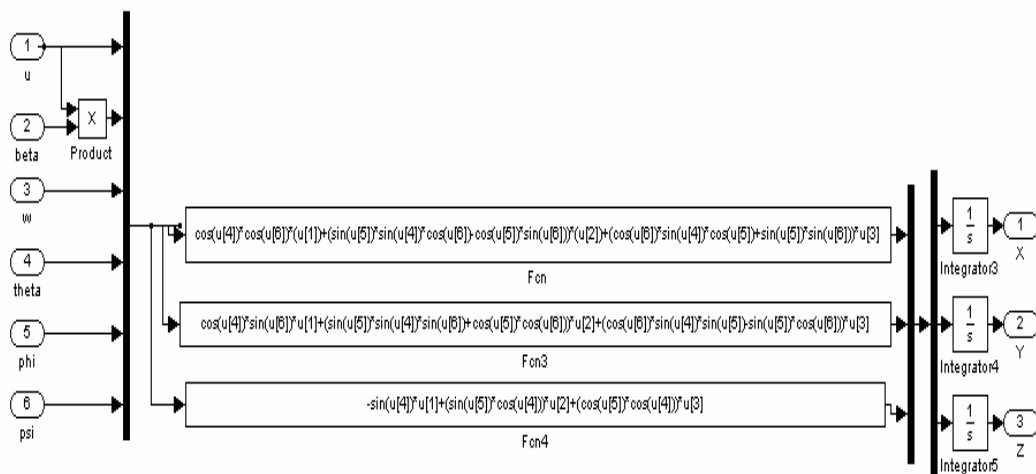 1
u
X
Product
2
beta
3
w
4
theta
5
phi
6
psi
cos(u[4])*cos(u[6])*(u[1])+(sin(u[5])*sin(u[4])*cos(u[6])-cos(u[5])*sin(u[6]))*(u[2])+(cos(u[6])*sin(u[4])*cos(u[5])+sin(u[5])*sin(u[6]))*u[3]
Fcn
cos(u[4])*sin(u[6])*u[1]+(sin(u[5])*sin(u[4])*sin(u[6])+cos(u[5])*cos(u[6]))*u[2]+(cos(u[6])*sin(u[4])*sin(u[5])-sin(u[5])*cos(u[6]))*u[3]
Fcn3
-sin(u[4])*u[1]+(sin(u[5])*cos(u[4]))*u[2]+(cos(u[5])*cos(u[4]))*u[3]
Fcn4
1
s
Integrator3
1
X
1
s
Integrator4
2
Y
1
s
Integrator5
3
Z